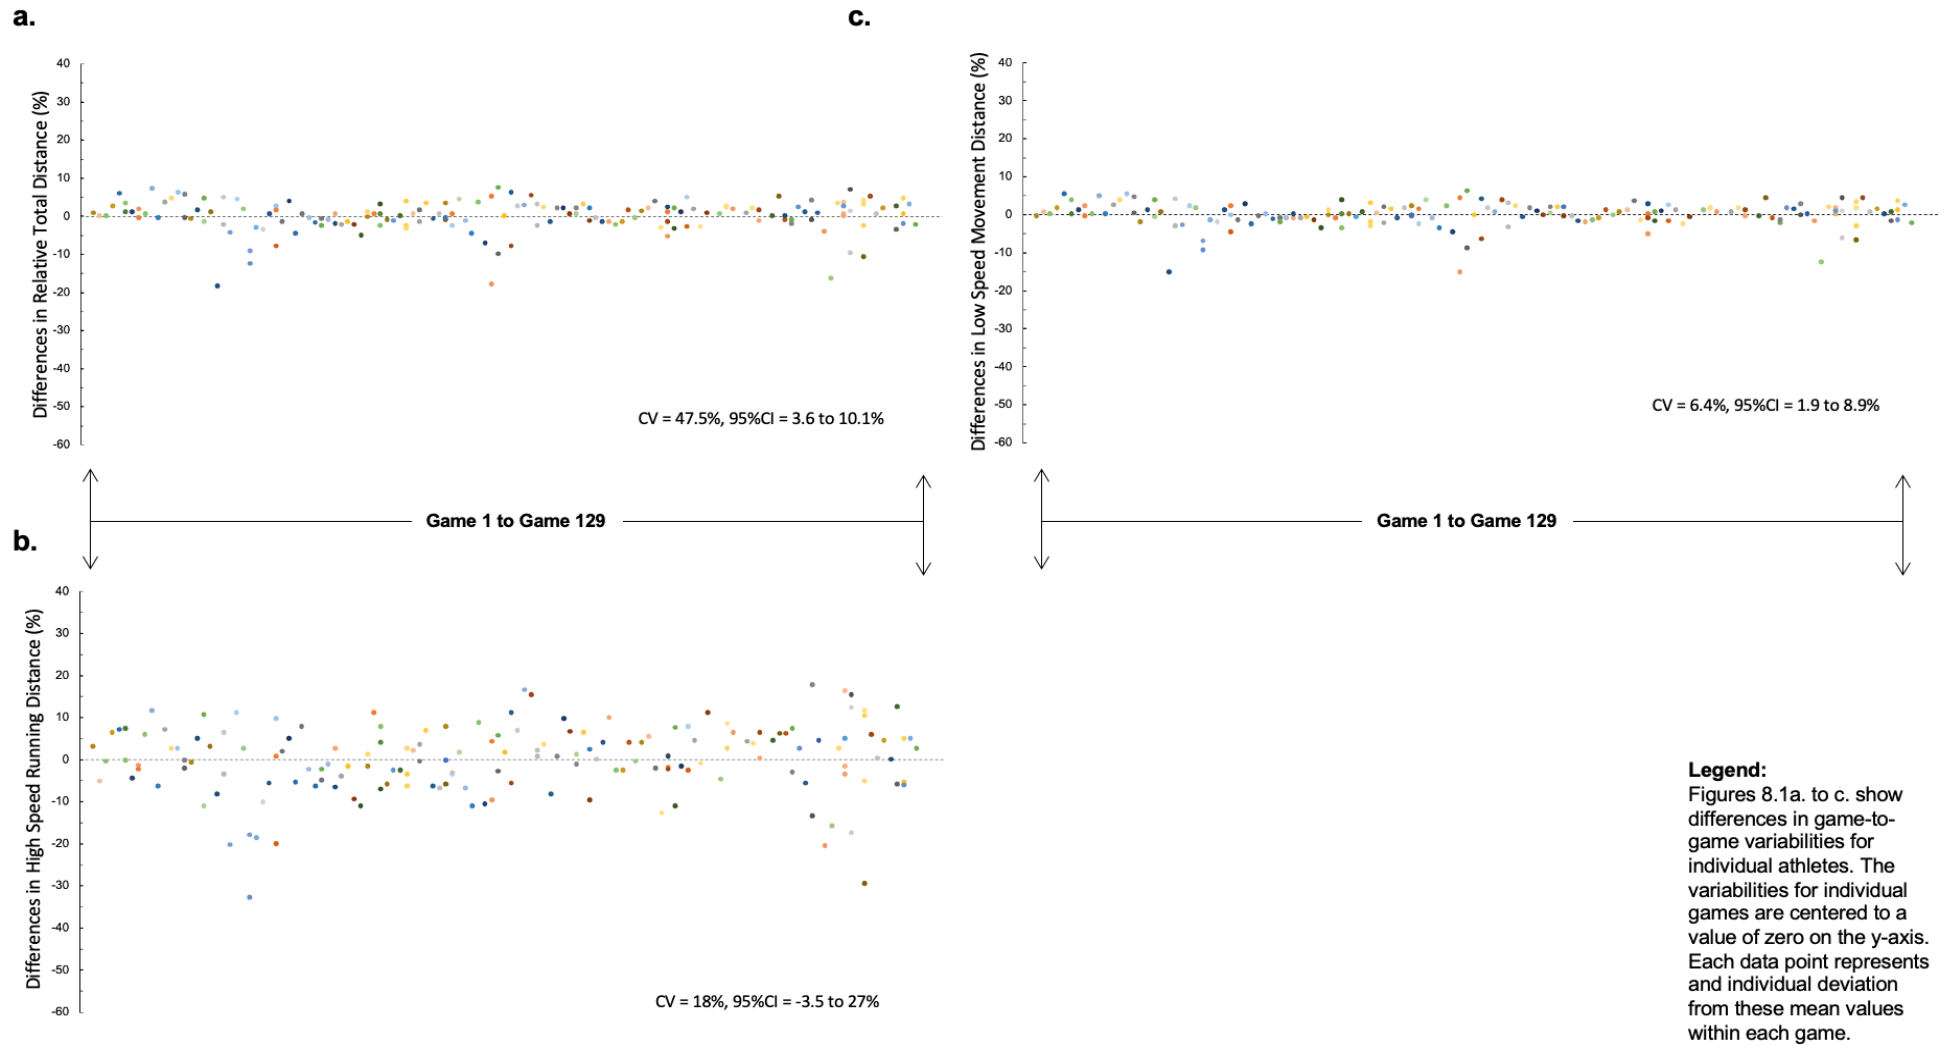 a.
Differences in Relative Total Distance (%)
40
30
20
10
0
-10
-20
-30
-40
-50
-60
CV = 47.5%, 95%CI = 3.6 to 10.1%
Game 1 to Game 129
b.
Differences in High Speed Running Distance (%)
40
30
20
10
0
-10
-20
-30
-40
-50
-60
CV = 18%, 95%CI = -3.5 to 27%
c.
Differences in Low Speed Movement Distance (%)
40
30
20
10
0
-10
-20
-30
-40
-50
-60
CV = 6.4%, 95%CI = 1.9 to 8.9%
Game 1 to Game 129
Legend:
Figures 8.1a. to c. show
differences in game-to-
game variabilities for
individual athletes. The
variabilities for individual
games are centered to a
value of zero on the y-axis.
Each data point represents
and individual deviation
from these mean values
within each game.